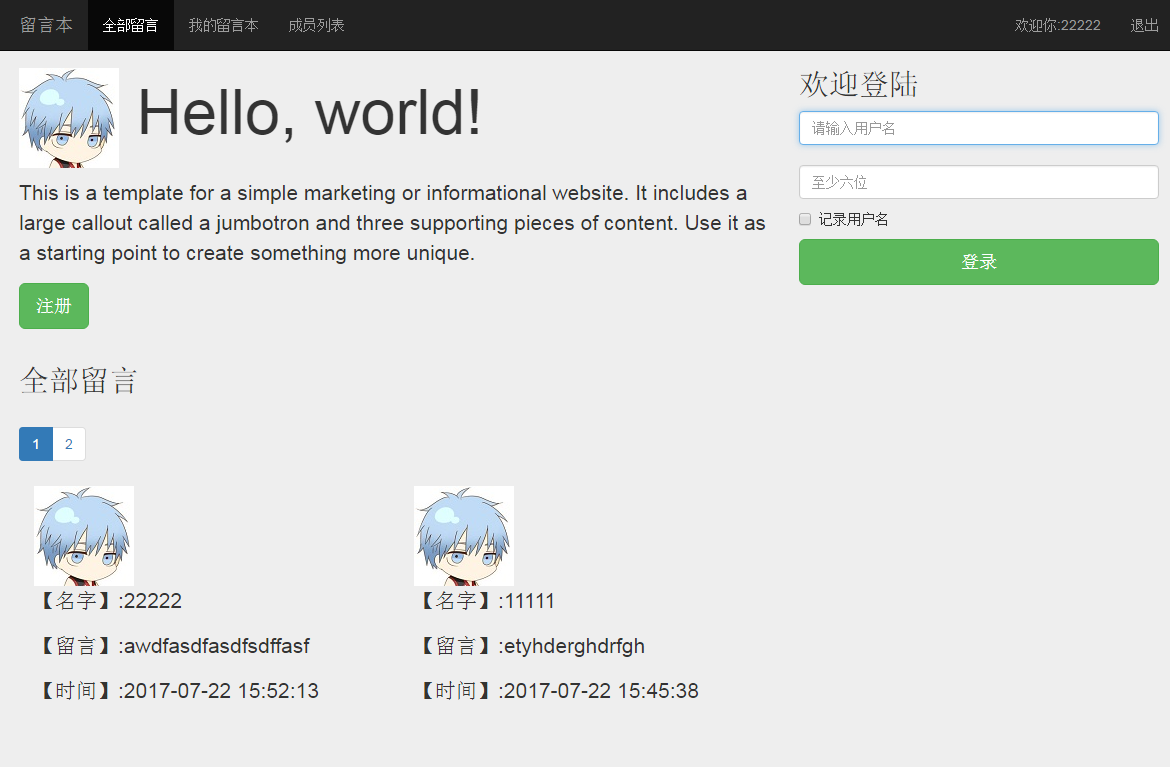 留言本 全部留言 我的留言本 成员列表 欢迎你:22222 退出
Hello, world!
This is a template for a simple marketing or informational website. It includes a
large callout called a jumbotron and three supporting pieces of content. Use it as
a starting point to create something more unique.
注册
欢迎登陆
请输入用户名
至少六位
记录用户名
登录
全部留言
1 2
【名字】:22222
【留言】:awdfasdfasdfsdffasf
【时间】:2017-07-22 15:52:13
【名字】:11111
【留言】:etyhderghdrfgh
【时间】:2017-07-22 15:45:38